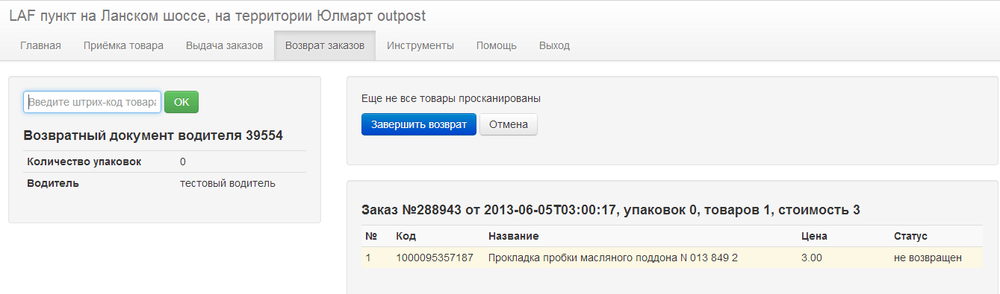 LAF пункт на Ланском шоссе, на территории Юлмарт outpost
Главная Приёмка товара Выдача заказов Возврат заказов Инструменты Помощь Выход
Введите штрих-код товара OK
Возвратный документ водителя 39554
Количество упаковок 0
Водитель тестовый водитель
Еще не все товары просканированы
Завершить возврат Отмена
Заказ №288943 от 2013-06-05T03:00:17, упаковок 0, товаров 1, стоимость 3
№ Код Название Цена Статус
1 1000095357187 Прокладка пробки масляного поддона N 013 849 2 3.00 не возвращен